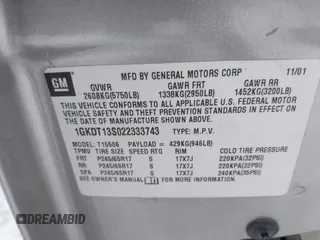 GM
MFD BY GENERAL MOTORS CORP 11/01
GVWR GAWR FRT GAWR RR
2608KG(5750LB) 1338KG(2950LB) 1452KG(3200LB)
THIS VEHICLE CONFORMS TO ALL APPLICABLE U.S. FEDERAL
MOTOR VEHICLE SAFETY, BUMPER, AND THEFT PREVENTION
STANDARDS IN EFFECT ON THE DATE OF MANUFACTURE SHOWN ABOVE.
1GKDT13S022333743 TYPE: M.P.V.
MODEL: T15506 PAYLOAD = 429KG(946LB)
TPMV TIRE SIZE SPEED RTG RIM COLD TIRE PRESSURE
FRT P245/65R17 S 17X7J 220KPA(32PSI)
RR P245/65R17 S 17X7J 220KPA(32PSI)
SPA P245/65R17 S 17X7J 240KPA(35PSI)
SEE OWNER'S MANUAL FOR ADDITIONAL INFORMATION.
AUTOBIDMASTER